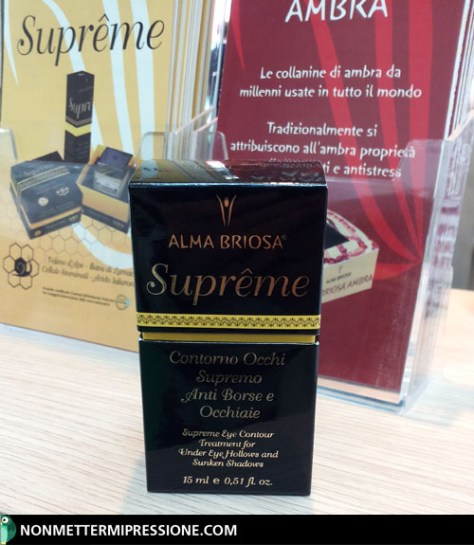 Suprême
AMBRA
Le collanine di ambra da
millenni usate in tutto il mondo
Tradizionalmente si
attribuiscono all'ambra proprietà
e antistress
ALMA BRIOSA®
Suprême
Contorno Occhi
Supremo
Anti Borse e
Occhiaie
Supreme Eye Contour
Treatment for
Under Eye Hollows and
Sunken Shadows
15 ml e 0,51 fl. oz.
BRIOSA AMBRA
NONMETTERMIPRESSIONE.COM